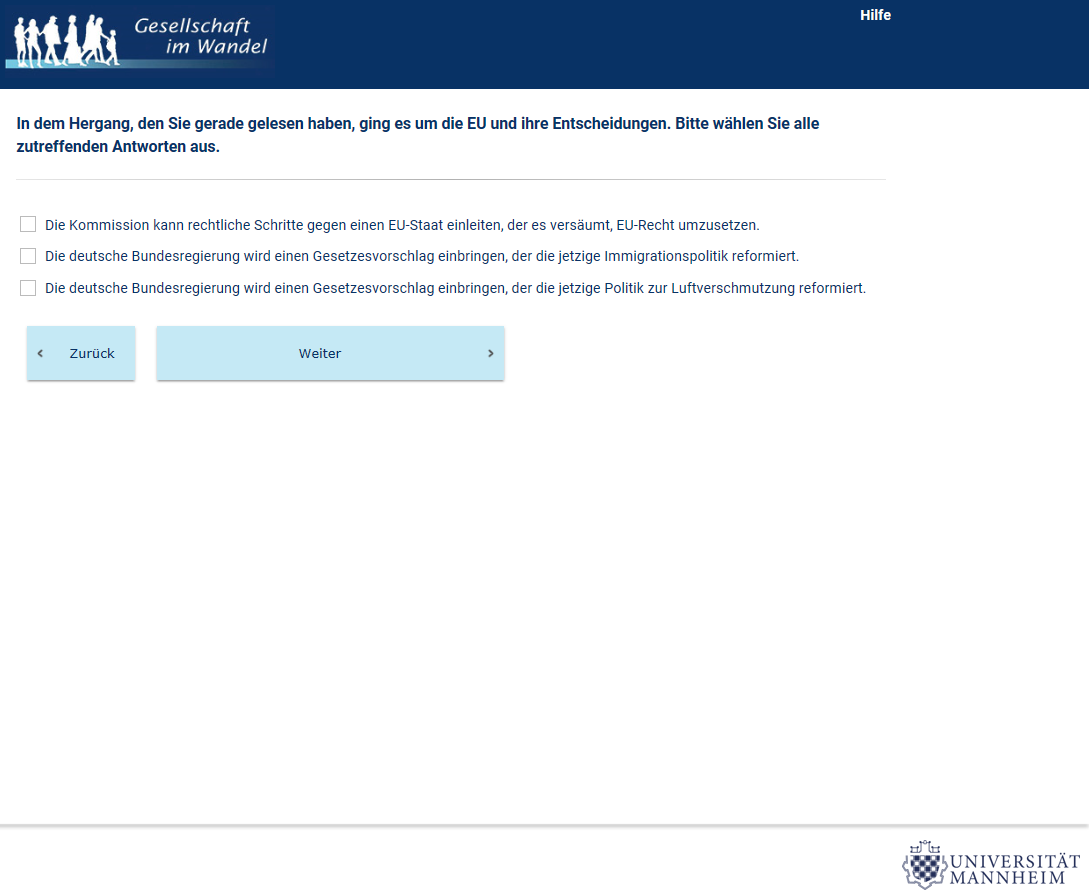 Gesellschaft
im Wandel
Hilfe
In dem Hergang, den Sie gerade gelesen haben, ging es um die EU und ihre Entscheidungen. Bitte wählen Sie alle
zutreffenden Antworten aus.
Die Kommission kann rechtliche Schritte gegen einen EU-Staat einleiten, der es versäumt, EU-Recht umzusetzen.
Die deutsche Bundesregierung wird einen Gesetzesvorschlag einbringen, der die jetzige Immigrationspolitik reformiert.
Die deutsche Bundesregierung wird einen Gesetzesvorschlag einbringen, der die jetzige Politik zur Luftverschmutzung reformiert.
‹ Zurück
Weiter ›
UNIVERSITÄT
MANNHEIM